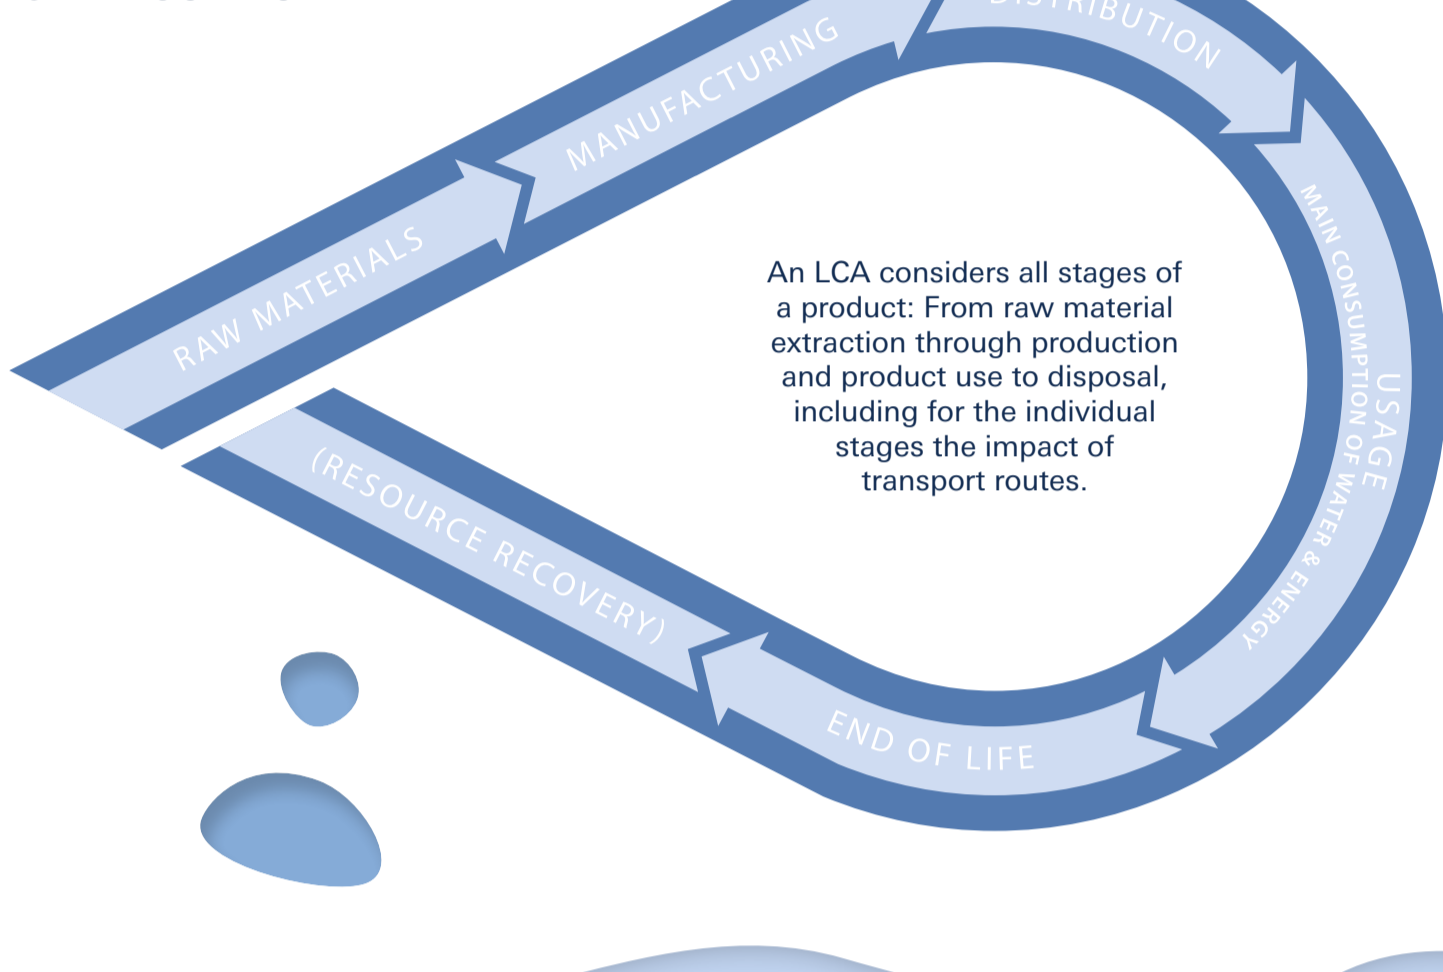 RAW MATERIALS
MANUFACTURING
DISTRIBUTION
USAGE
MAIN CONSUMPTION OF WATER & ENERGY
END OF LIFE
(RESOURCE RECOVERY)
An LCA considers all stages of
a product: From raw material
extraction through production
and product use to disposal,
including for the individual
stages the impact of
transport routes.